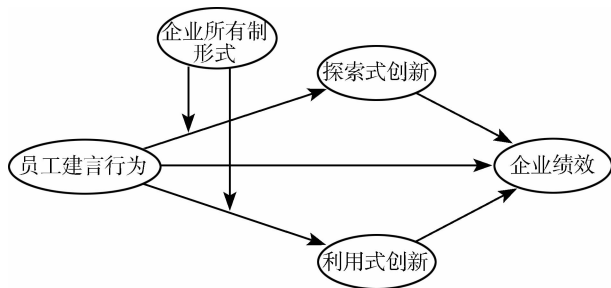 企业所有制
形式
探索式创新
员工建言行为
企业绩效
利用式创新